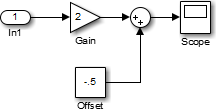 1
In1
2
Gain
++
Scope
-.5
Offset